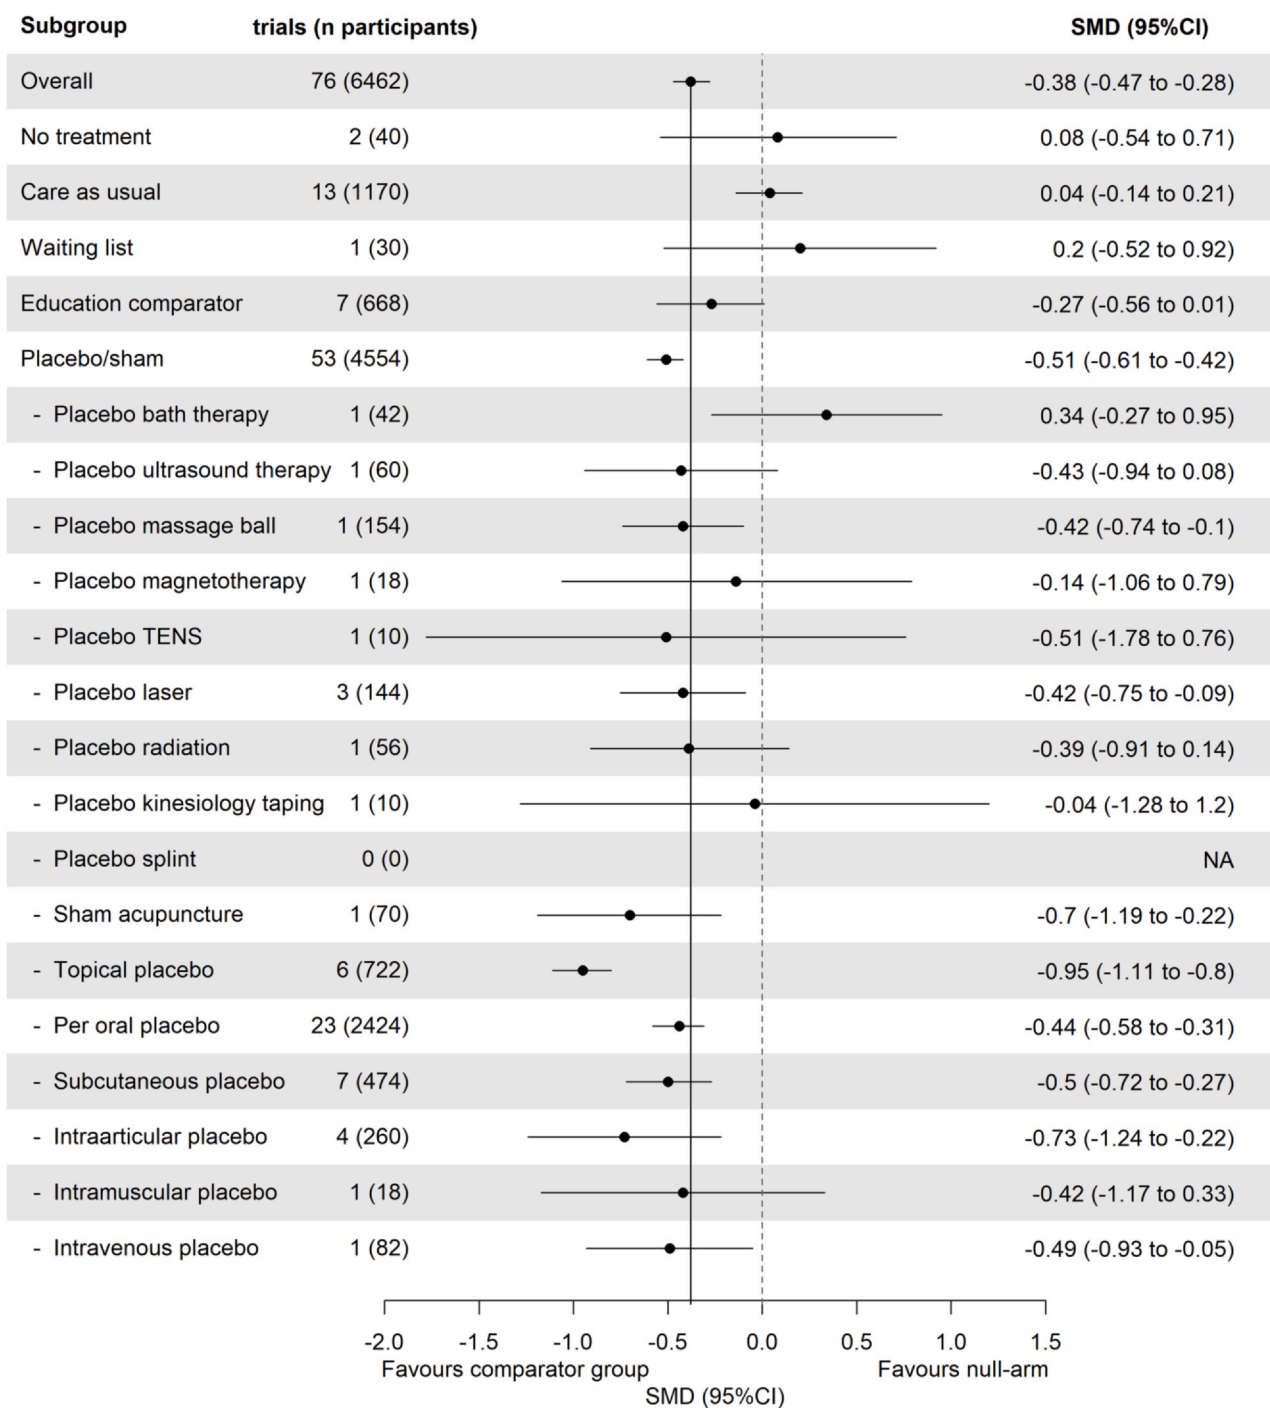 Subgroup trials (n participants) SMD (95%CI)
Overall 76 (6462) -0.38 (-0.47 to -0.28)
No treatment 2 (40) 0.08 (-0.54 to 0.71)
Care as usual 13 (1170) 0.04 (-0.14 to 0.21)
Waiting list 1 (30) 0.2 (-0.52 to 0.92)
Education comparator 7 (668) -0.27 (-0.56 to 0.01)
Placebo/sham 53 (4554) -0.51 (-0.61 to -0.42)
- Placebo bath therapy 1 (42) 0.34 (-0.27 to 0.95)
- Placebo ultrasound therapy 1 (60) -0.43 (-0.94 to 0.08)
- Placebo massage ball 1 (154) -0.42 (-0.74 to -0.1)
- Placebo magnetotherapy 1 (18) -0.14 (-1.06 to 0.79)
- Placebo TENS 1 (10) -0.51 (-1.78 to 0.76)
- Placebo laser 3 (144) -0.42 (-0.75 to -0.09)
- Placebo radiation 1 (56) -0.39 (-0.91 to 0.14)
- Placebo kinesiology taping 1 (10) -0.04 (-1.28 to 1.2)
- Placebo splint 0 (0) NA
- Sham acupuncture 1 (70) -0.7 (-1.19 to -0.22)
- Topical placebo 6 (722) -0.95 (-1.11 to -0.8)
- Per oral placebo 23 (2424) -0.44 (-0.58 to -0.31)
- Subcutaneous placebo 7 (474) -0.5 (-0.72 to -0.27)
- Intraarticular placebo 4 (260) -0.73 (-1.24 to -0.22)
- Intramuscular placebo 1 (18) -0.42 (-1.17 to 0.33)
- Intravenous placebo 1 (82) -0.49 (-0.93 to -0.05)
-2.0 -1.5 -1.0 -0.5 0.0 0.5 1.0 1.5
Favours comparator group Favours null-arm
SMD (95%CI)